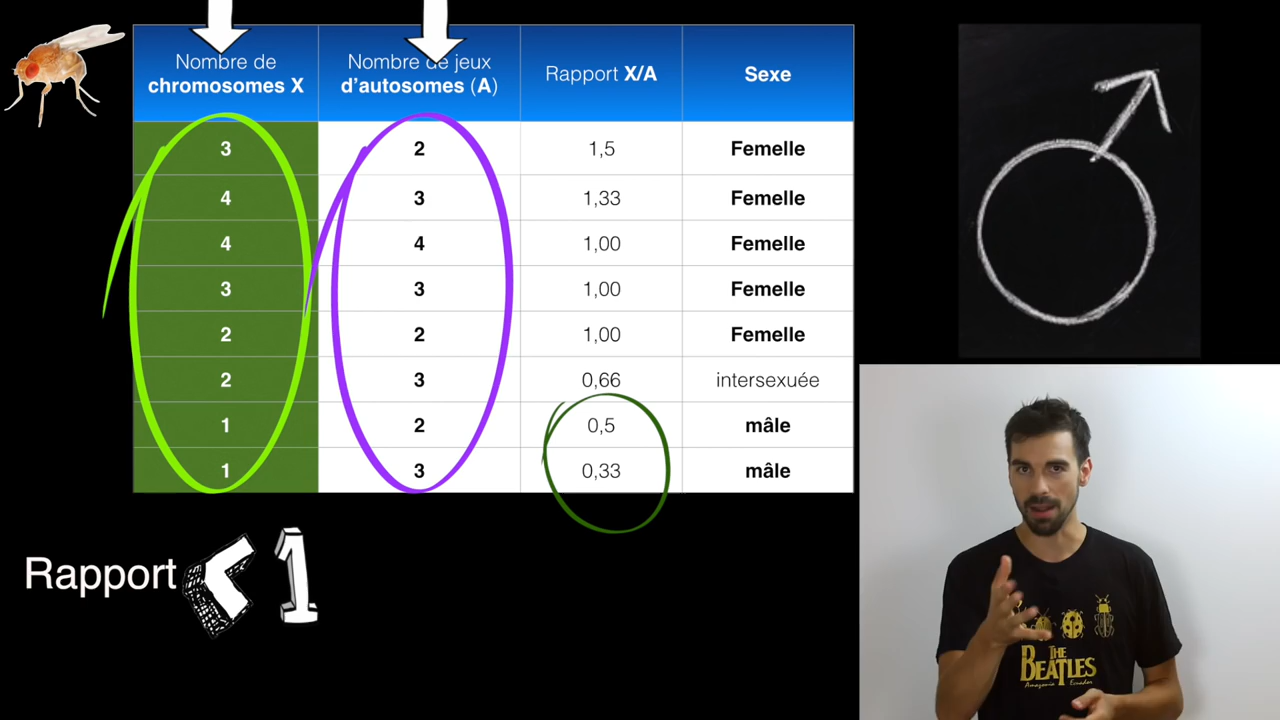 Nombre de
chromosomes X
Nombre de jeux
d'autosomes (A)
Rapport X/A
Sexe
3 2 1,5 Femelle
4 3 1,33 Femelle
4 4 1,00 Femelle
3 3 1,00 Femelle
2 2 1,00 Femelle
2 3 0,66 intersexuée
1 2 0,5 mâle
1 3 0,33 mâle
Rapport < 1
THE
BEATLES
Amazonia Ecuador